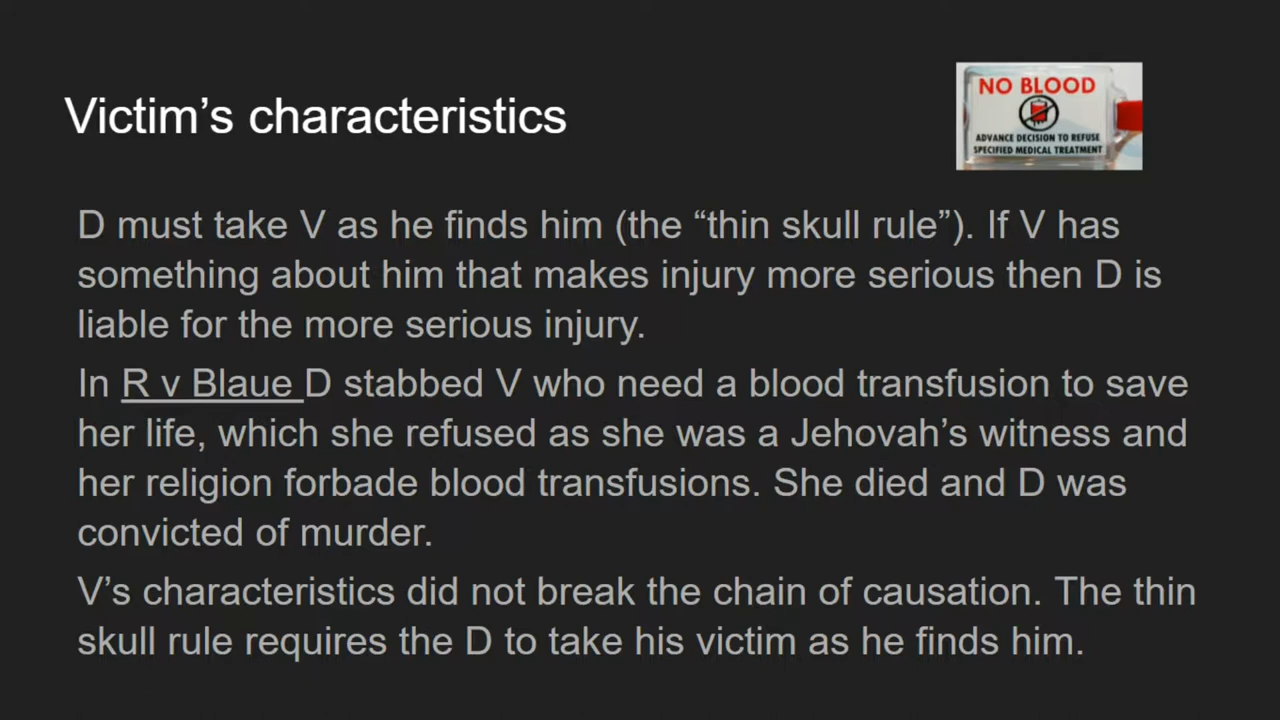 Victim’s characteristics
NO BLOOD
ADVANCE DECISION TO REFUSE
SPECIFIED MEDICAL TREATMENT
D must take V as he finds him (the “thin skull rule”). If V has
something about him that makes injury more serious then D is
liable for the more serious injury.
In R v Blaue D stabbed V who need a blood transfusion to save
her life, which she refused as she was a Jehovah’s witness and
her religion forbade blood transfusions. She died and D was
convicted of murder.
V’s characteristics did not break the chain of causation. The thin
skull rule requires the D to take his victim as he finds him.